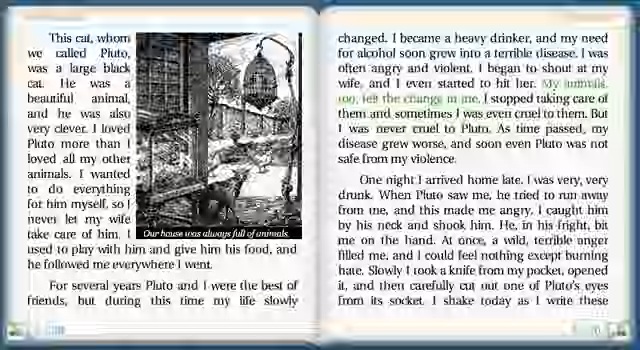 This cat, whom
we called Pluto,
was a large black
cat. He was a
beautiful animal,
and he was also
very clever. I loved
Pluto more than I
loved all my other
animals. I wanted
to do everything
for him myself, so I
never let my wife
take care of him. I
used to play with him and give him his food, and
he followed me everywhere I went.
For several years Pluto and I were the best of
friends, but during this time my life slowly
Our house was always full of animals.
changed. I became a heavy drinker, and my need
for alcohol soon grew into a terrible disease. I was
often angry and violent. I began to shout at my
wife, and I even started to hit her. My animals,
too, felt the change in me. I stopped taking care of
them and sometimes I was even cruel to them. But
I was never cruel to Pluto. As time passed, my
disease grew worse, and soon even Pluto was not
safe from my violence.
One night I arrived home late. I was very, very
drunk. When Pluto saw me, he tried to run away
from me, and this made me angry. I caught him
by his neck and shook him. He, in his fright, bit
me on the hand. At once, a wild, terrible anger
filled me, and I could feel nothing except burning
hate. Slowly I took a knife from my pocket, opened
it, and then carefully cut out one of Pluto's eyes
from its socket. I shake today as I write these